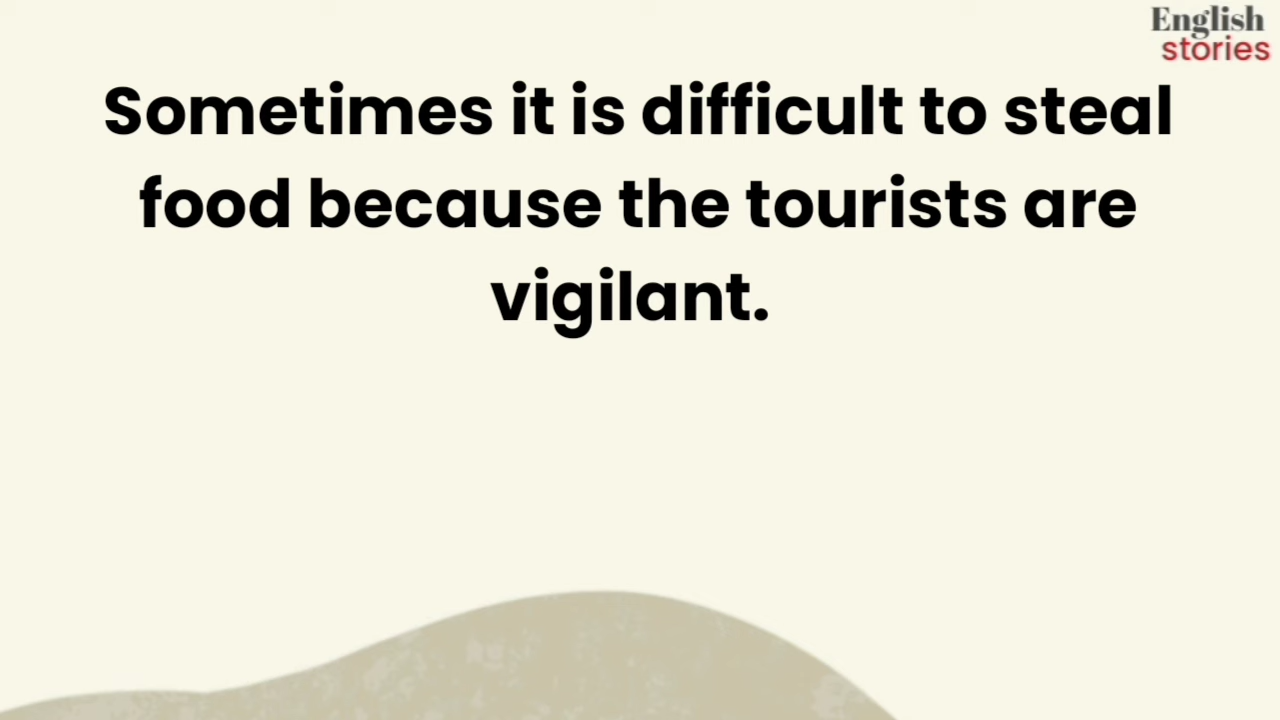 English
stories
Sometimes it is difficult to steal
food because the tourists are
vigilant.